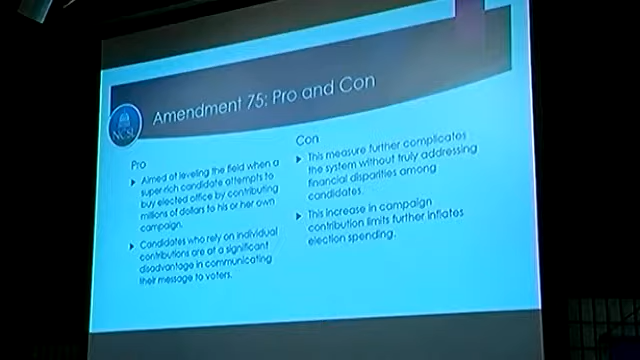 Amendment 75: Pro and Con
NCSL
Pro
Aimed at leveling the field when a
super-rich candidate attempts to
buy elected office by contributing
millions of dollars to his or her own
campaign.
Candidates who rely on individual
contributions are at a significant
disadvantage in communicating
their message to voters.
Con
This measure further complicates
the system without truly addressing
financial disparities among
candidates.
This increase in campaign
contribution limits further inflates
election spending.